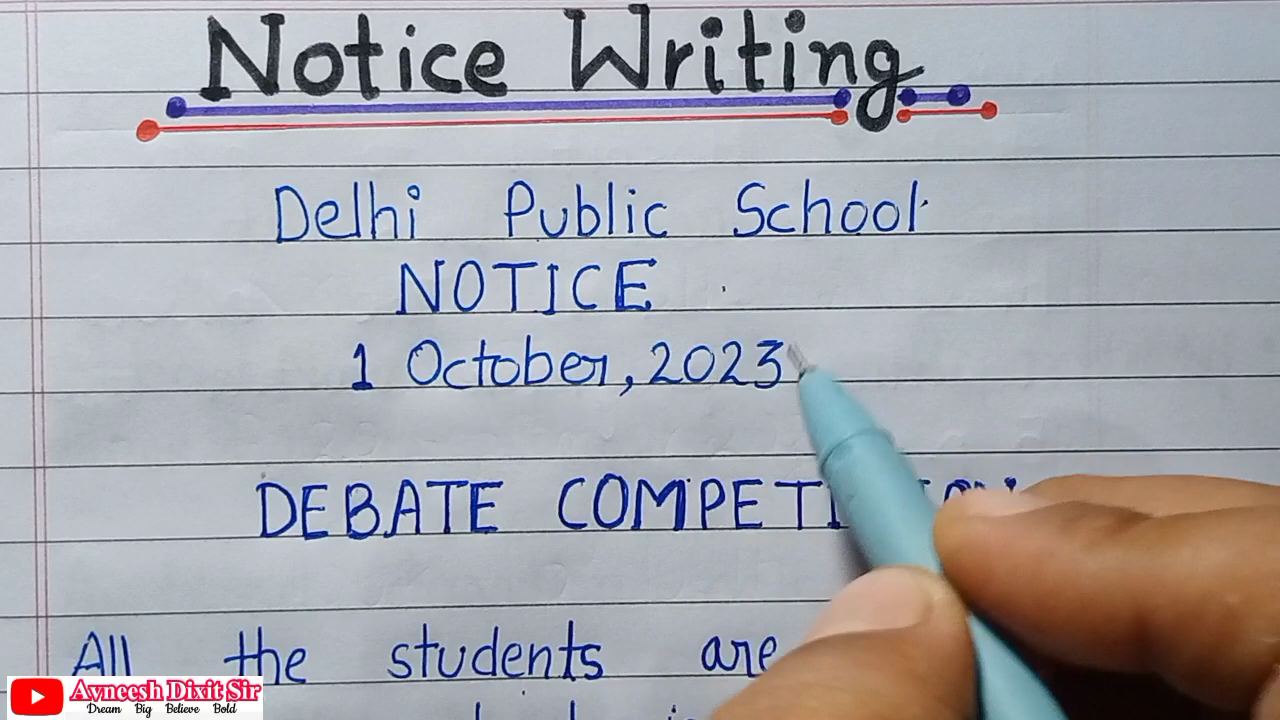 Notice Writing
Delhi Public School
NOTICE
1 October, 2023
DEBATE COMPETI
All the students are
Avneesh Dixit Sir
Dream Big Believe Bold